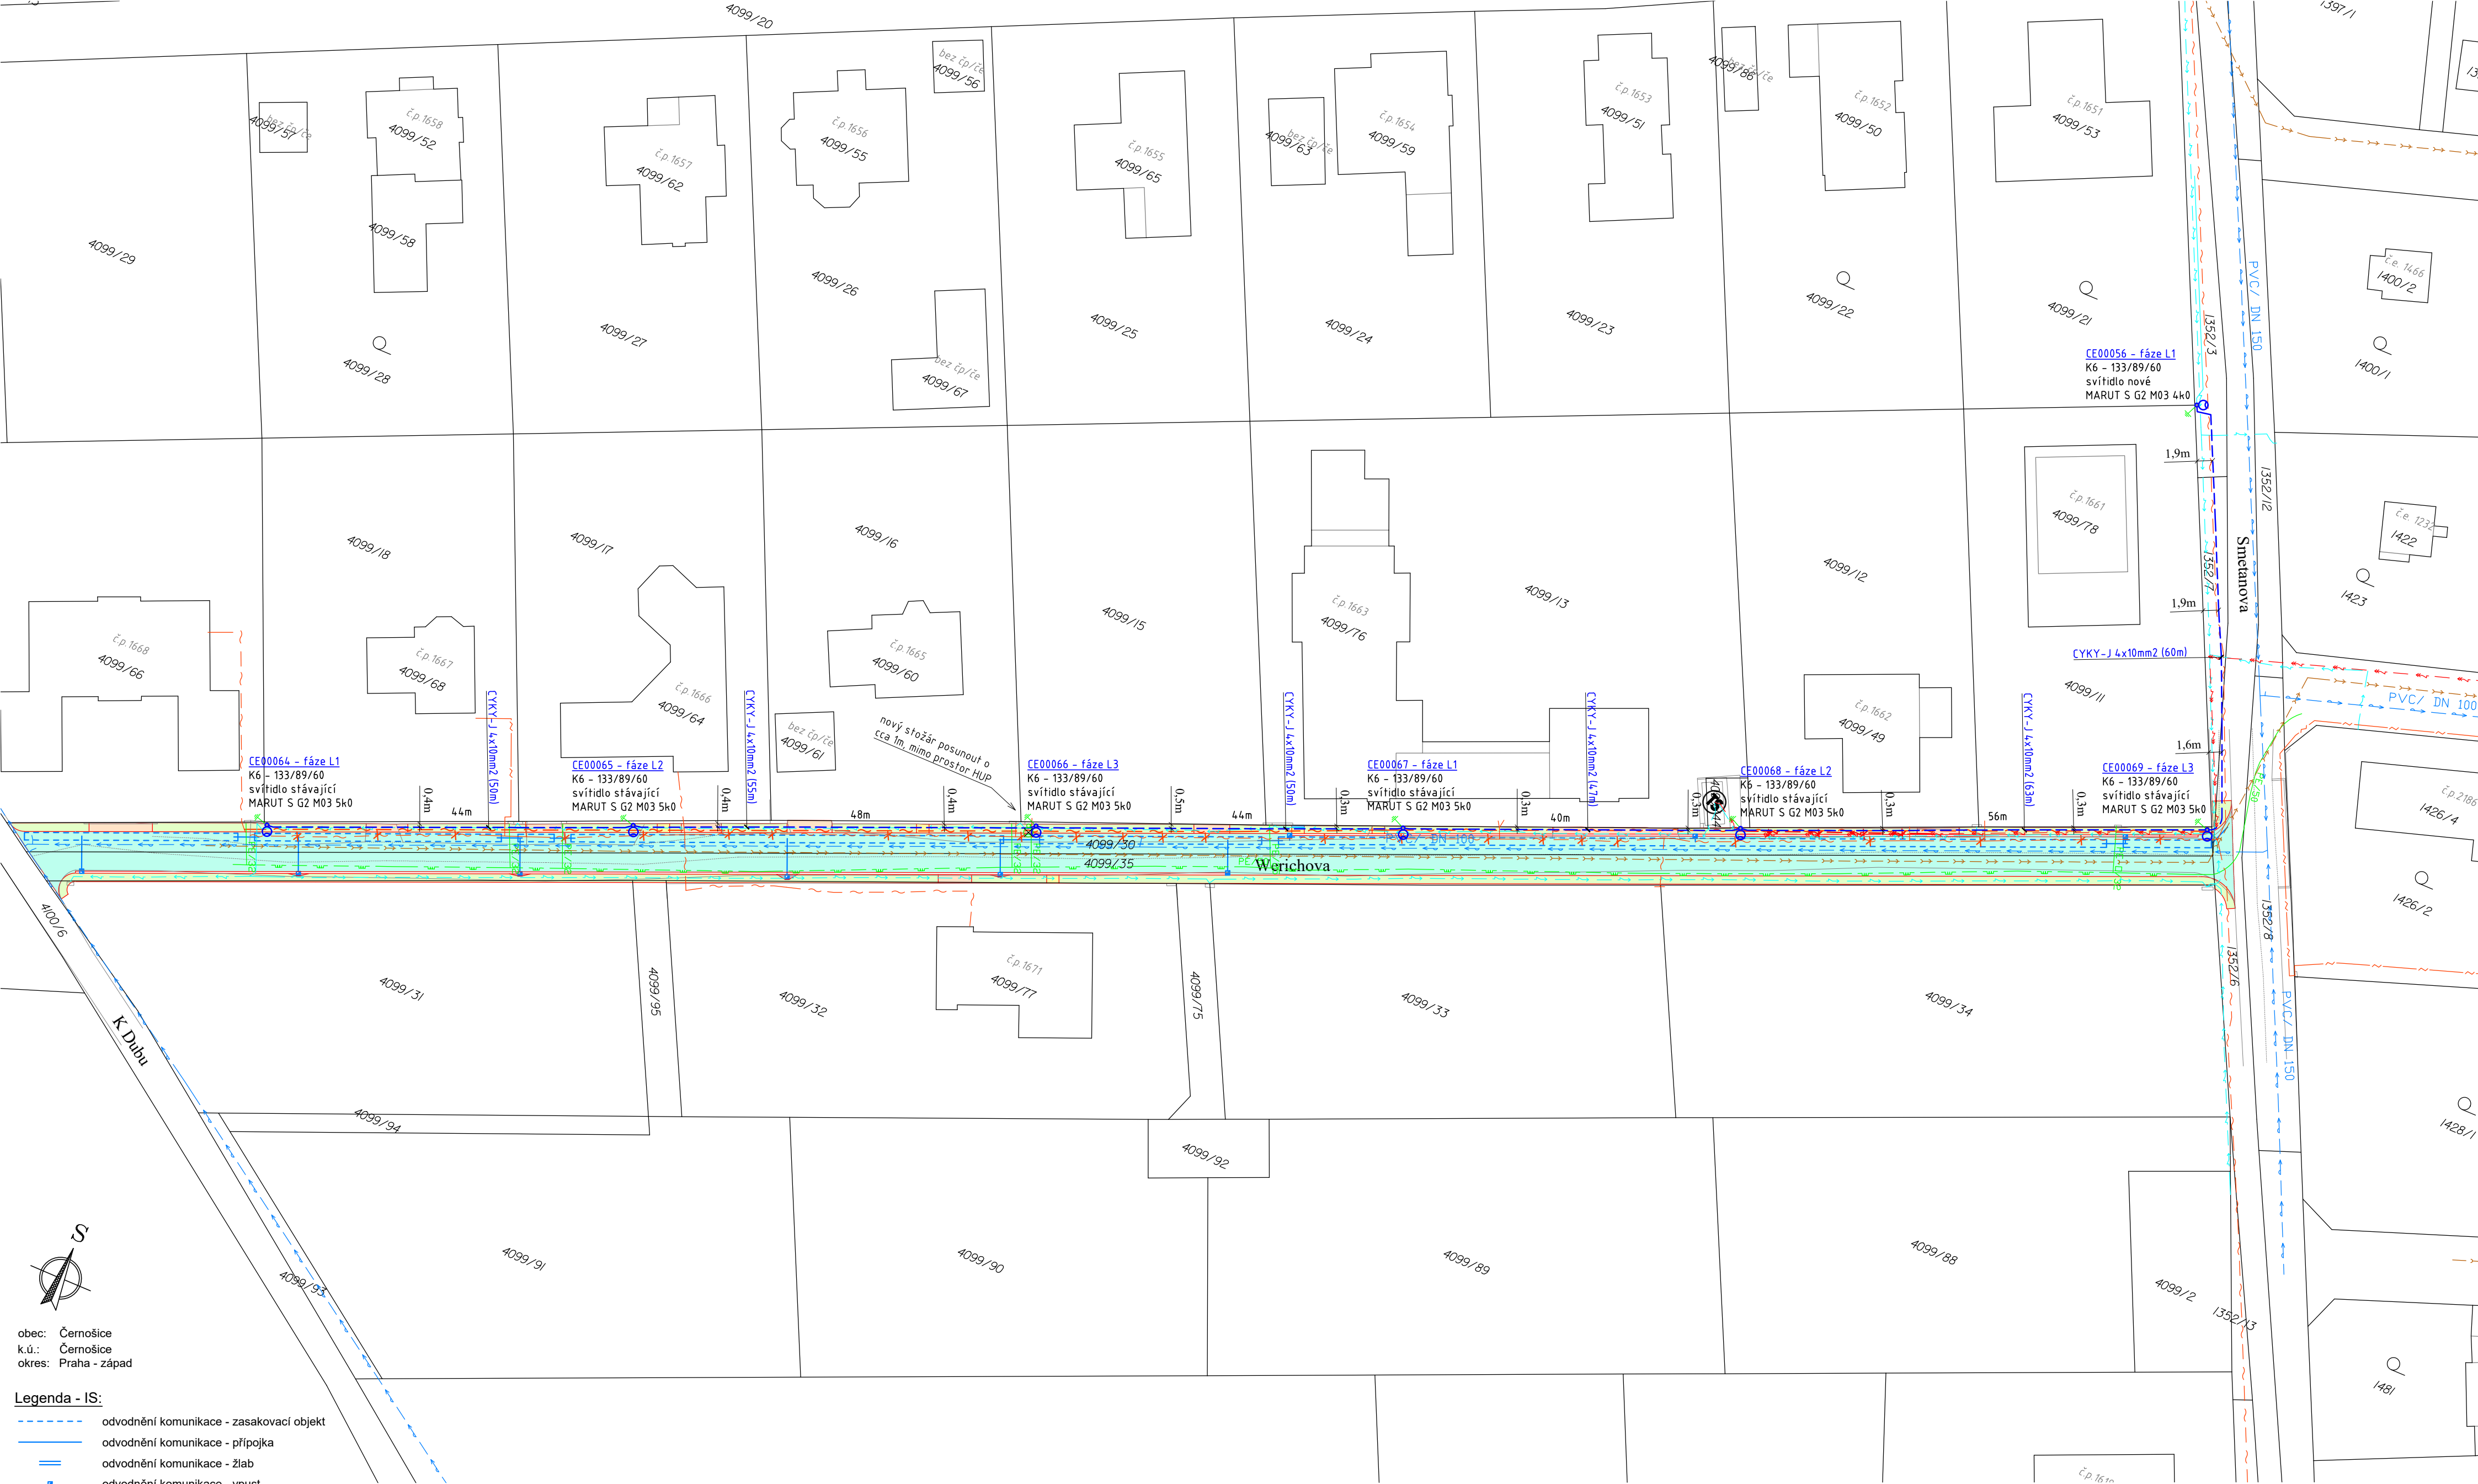 4099/20
1397/1
bez čp/če
4099/56
4099/86
bez čp/če
4099/57
bez čp/če
č.p.1658
4099/52
č.p.1657
4099/62
č.p.1656
4099/55
č.p.1655
4099/65
4099/63
bez čp/če
č.p.1654
4099/59
č.p.1653
4099/51
č.p.1652
4099/50
č.p.1651
4099/53
4099/58
4099/29
4099/28
4099/27
4099/26
bez čp/če
4099/67
4099/25
4099/24
4099/23
4099/22
4099/21
č.e. 1466
1400/2
1400/1
PVC/ DN 150
1352/3
CE00056 - fáze L1
K6 - 133/89/60
svítidlo nové
MARUT S G2 M03 4k0
1,9m
1352/12
4099/18
4099/17
4099/16
4099/15
4099/13
4099/12
č.p.1661
4099/78
1352/7
Smetanova
č.e. 1232
1422
1423
1,9m
CYKY-J 4x10mm2 (60m)
4099/11
č.p.1668
4099/66
č.p.1667
4099/68
č.p.1666
4099/64
č.p.1665
4099/60
bez čp/če
4099/61
č.p.1663
4099/76
č.p.1662
4099/49
PVC/ DN 100
1,6m
č.p.2186
1426/4
nový stožár posunout o
cca 1m, mimo prostor HUP
CYKY-J 4x10mm2 (50m)
CYKY-J 4x10mm2 (55m)
CYKY-J 4x10mm2 (50m)
CYKY-J 4x10mm2 (47m)
CYKY-J 4x10mm2 (63m)
CE00064 - fáze L1
K6 - 133/89/60
svítidlo stávající
MARUT S G2 M03 5k0
CE00065 - fáze L2
K6 - 133/89/60
svítidlo stávající
MARUT S G2 M03 5k0
CE00066 - fáze L3
K6 - 133/89/60
svítidlo stávající
MARUT S G2 M03 5k0
CE00067 - fáze L1
K6 - 133/89/60
svítidlo stávající
MARUT S G2 M03 5k0
CE00068 - fáze L2
K6 - 133/89/60
svítidlo stávající
MARUT S G2 M03 5k0
CE00069 - fáze L3
K6 - 133/89/60
svítidlo stávající
MARUT S G2 M03 5k0
0,4m
44m
0,4m
48m
0,4m
0,5m
44m
0,3m
0,3m
40m
0,3m
0,3m
56m
0,3m
4099/30
4099/35
Werichova
PVC/ DN 100
4100/6
K Dubu
4099/31
4099/95
4099/32
č.p.1671
4099/77
4099/75
4099/33
4099/34
1352/6
1352/8
PVC/ DN 150
1426/2
1428/1
4099/94
4099/92
4099/93
4099/91
4099/90
4099/89
4099/88
4099/2
1352/13
1481
S
obec: Černošice
k.ú.: Černošice
okres: Praha - západ
Legenda - IS:
odvodnění komunikace - zasakovací objekt
odvodnění komunikace - přípojka
odvodnění komunikace - žlab
odvodnění komunikace - vpust